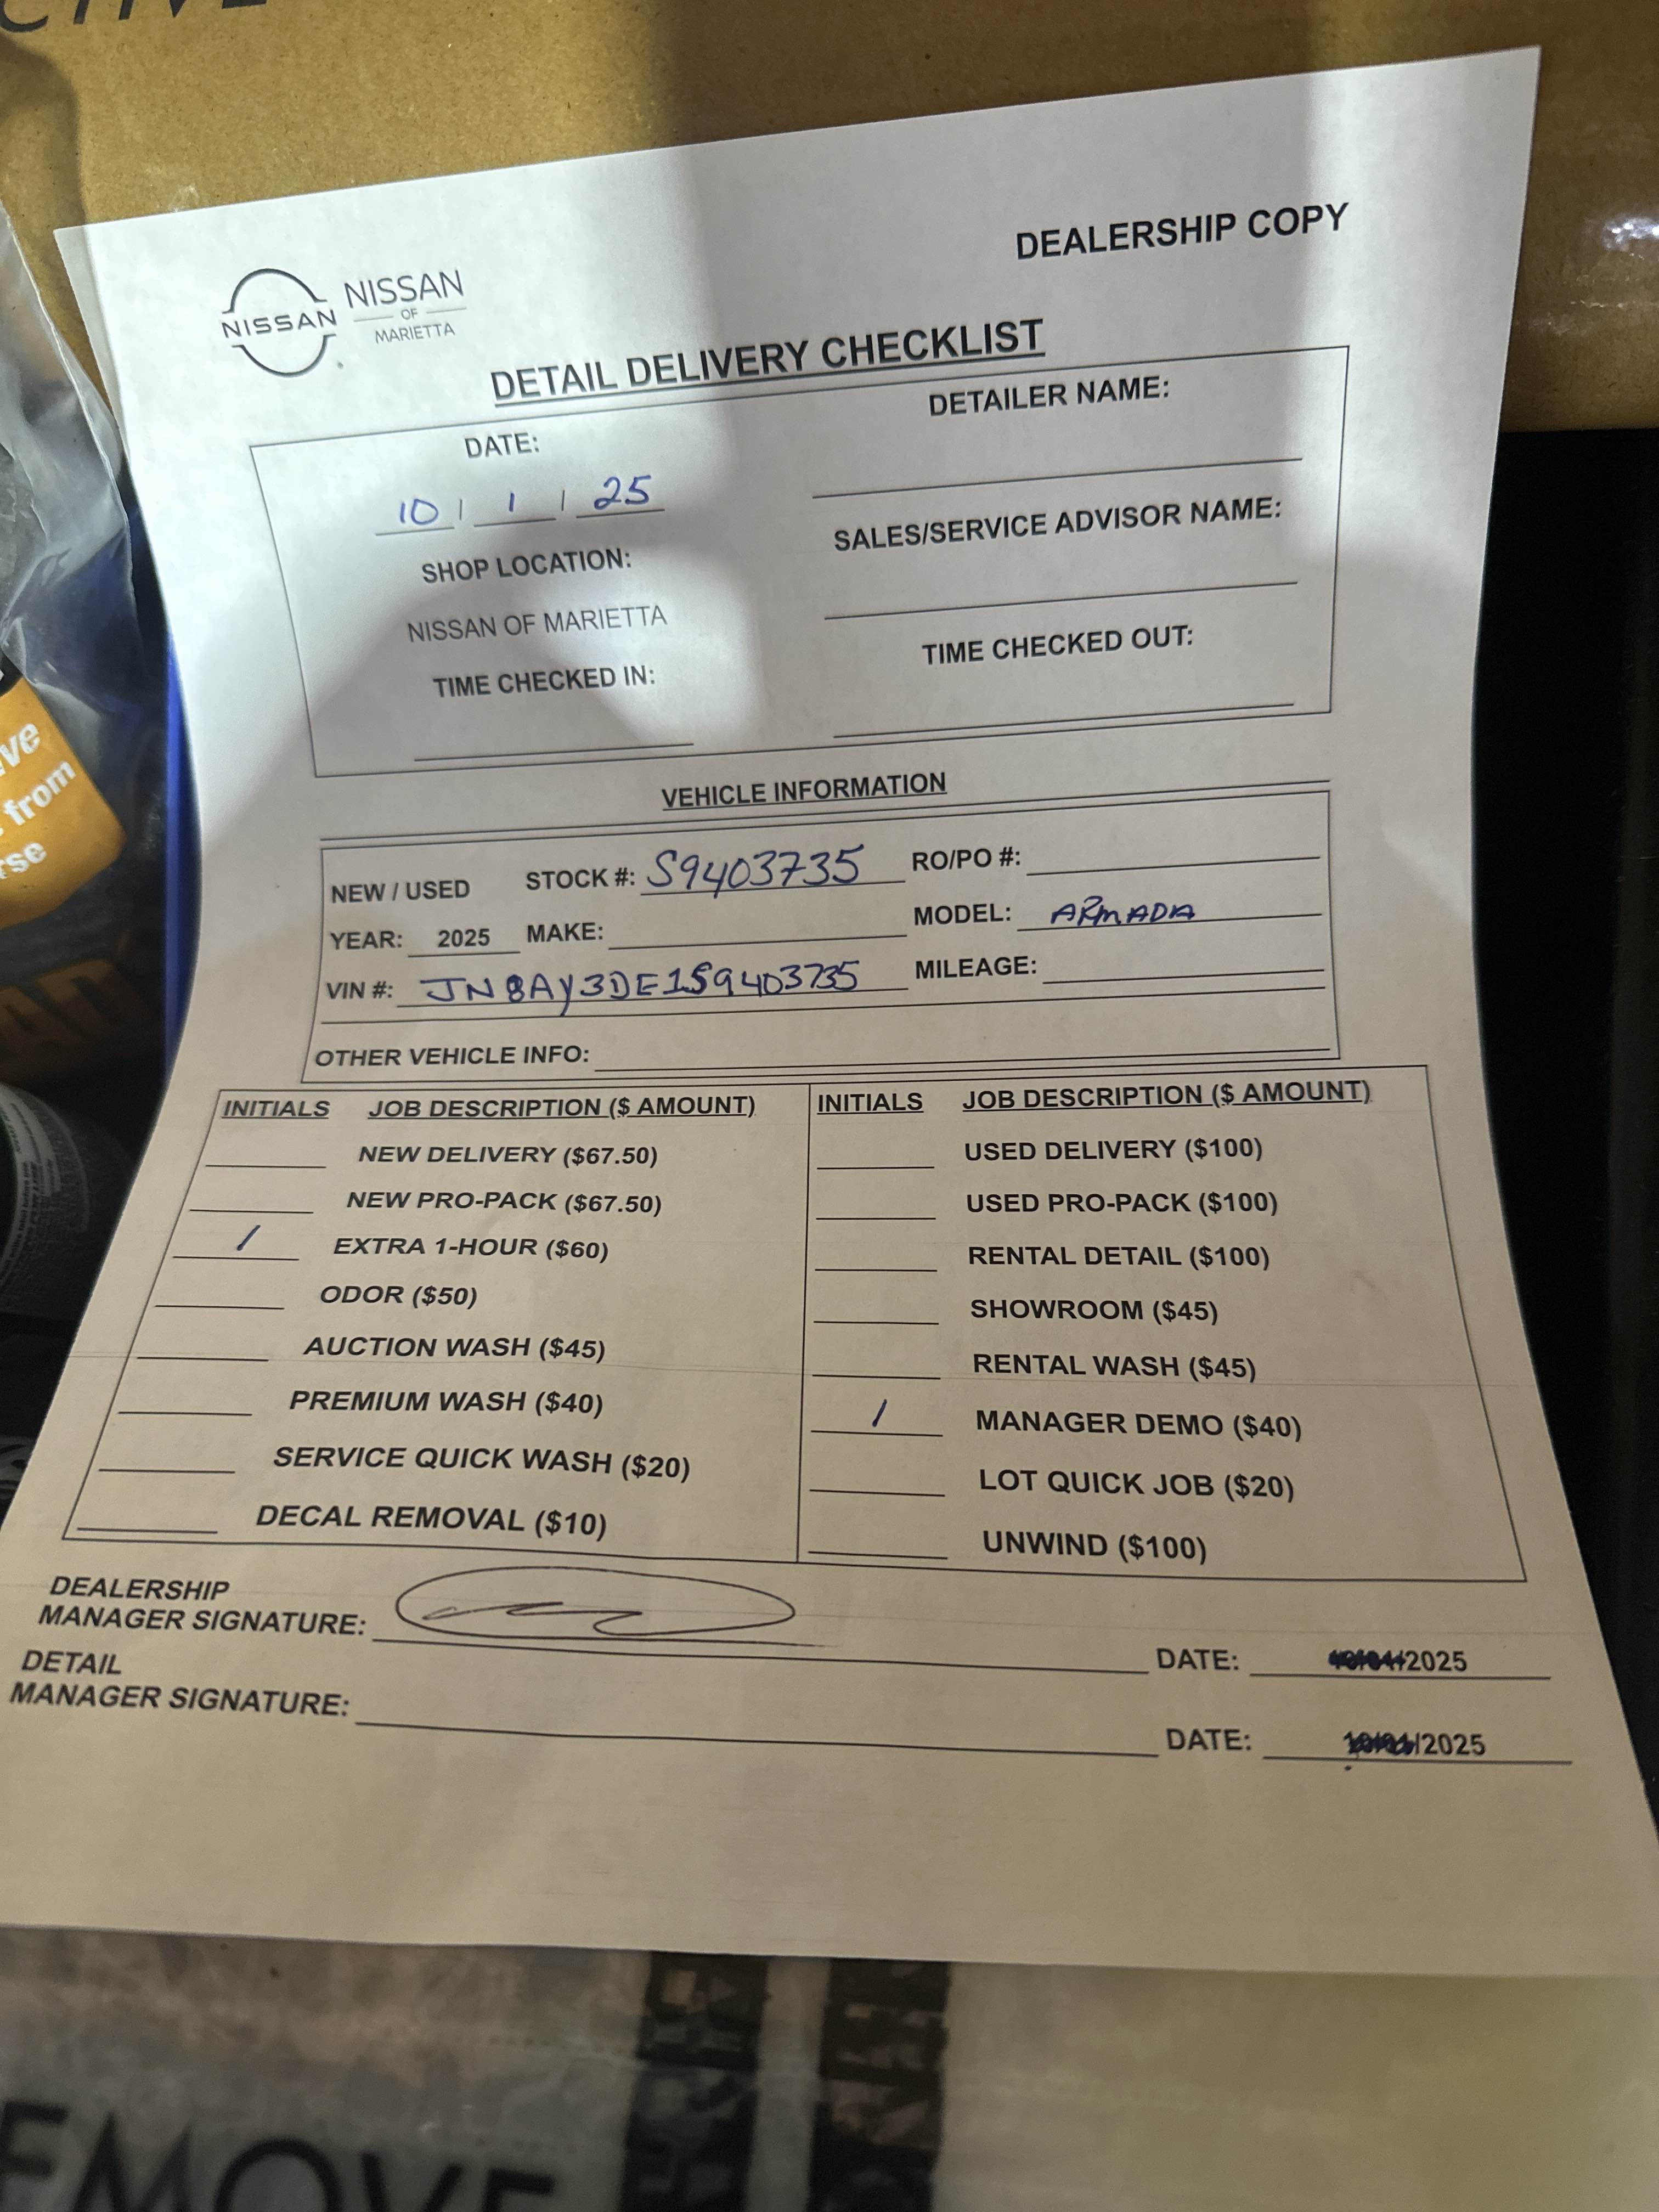 CTIVE
DEALERSHIP COPY
NISSAN
NISSAN
OF
MARIETTA
DETAIL DELIVERY CHECKLIST
DATE:
10 / 1 / 25
DETAILER NAME:
SHOP LOCATION:
NISSAN OF MARIETTA
SALES/SERVICE ADVISOR NAME:
TIME CHECKED IN:
TIME CHECKED OUT:
VEHICLE INFORMATION
NEW / USED STOCK #: S9403735 RO/PO #:
YEAR: 2025 MAKE: MODEL: ARMADA
VIN #: JN8AY3DE1S9403735 MILEAGE:
OTHER VEHICLE INFO:
INITIALS JOB DESCRIPTION ($ AMOUNT)
NEW DELIVERY ($67.50)
NEW PRO-PACK ($67.50)
/ EXTRA 1-HOUR ($60)
ODOR ($50)
AUCTION WASH ($45)
PREMIUM WASH ($40)
SERVICE QUICK WASH ($20)
DECAL REMOVAL ($10)
INITIALS JOB DESCRIPTION ($ AMOUNT)
USED DELIVERY ($100)
USED PRO-PACK ($100)
RENTAL DETAIL ($100)
SHOWROOM ($45)
RENTAL WASH ($45)
/ MANAGER DEMO ($40)
LOT QUICK JOB ($20)
UNWIND ($100)
DEALERSHIP
MANAGER SIGNATURE:
DATE: 2025
DETAIL
MANAGER SIGNATURE:
DATE: /2025
ve
from
rse
EMOVE